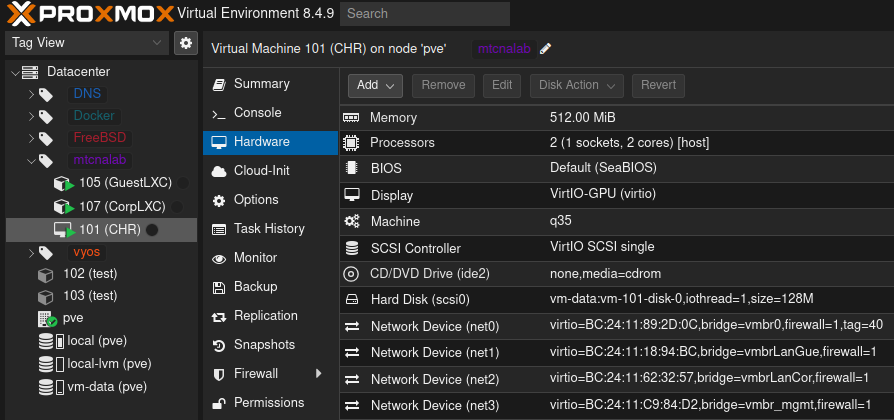 PROXMOX Virtual Environment 8.4.9 Search
Tag View
Virtual Machine 101 (CHR) on node 'pve' mtcnalab
Datacenter
DNS
Docker
FreeBSD
mtcnalab
105 (GuestLXC)
107 (CorpLXC)
101 (CHR)
vyos
102 (test)
103 (test)
pve
local (pve)
local-lvm (pve)
vm-data (pve)
Summary
Console
Hardware
Cloud-Init
Options
Task History
Monitor
Backup
Replication
Snapshots
Firewall
Permissions
Add Remove Edit Disk Action Revert
Memory 512.00 MiB
Processors 2 (1 sockets, 2 cores) [host]
BIOS Default (SeaBIOS)
Display VirtIO-GPU (virtio)
Machine q35
SCSI Controller VirtIO SCSI single
CD/DVD Drive (ide2) none,media=cdrom
Hard Disk (scsi0) vm-data:vm-101-disk-0,iothread=1,size=128M
Network Device (net0) virtio=BC:24:11:89:2D:0C,bridge=vmbr0,firewall=1,tag=40
Network Device (net1) virtio=BC:24:11:18:94:BC,bridge=vmbrLanGue,firewall=1
Network Device (net2) virtio=BC:24:11:62:32:57,bridge=vmbrLanCor,firewall=1
Network Device (net3) virtio=BC:24:11:C9:84:D2,bridge=vmbr_mgmt,firewall=1